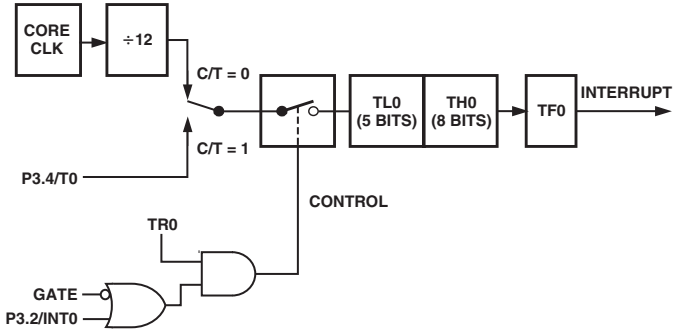 CORE
CLK
÷12
C/T = 0
C/T = 1
P3.4/T0
TL0
(5 BITS)
TH0
(8 BITS)
TF0
INTERRUPT
CONTROL
TR0
GATE
P3.2/INT0